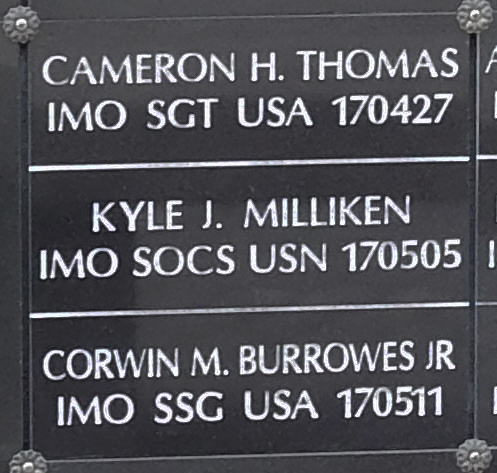 CAMERON H. THOMAS
IMO SGT USA 170427
KYLE J. MILLIKEN
IMO SOCS USN 170505
CORWIN M. BURROWES JR
IMO SSG USA 170511